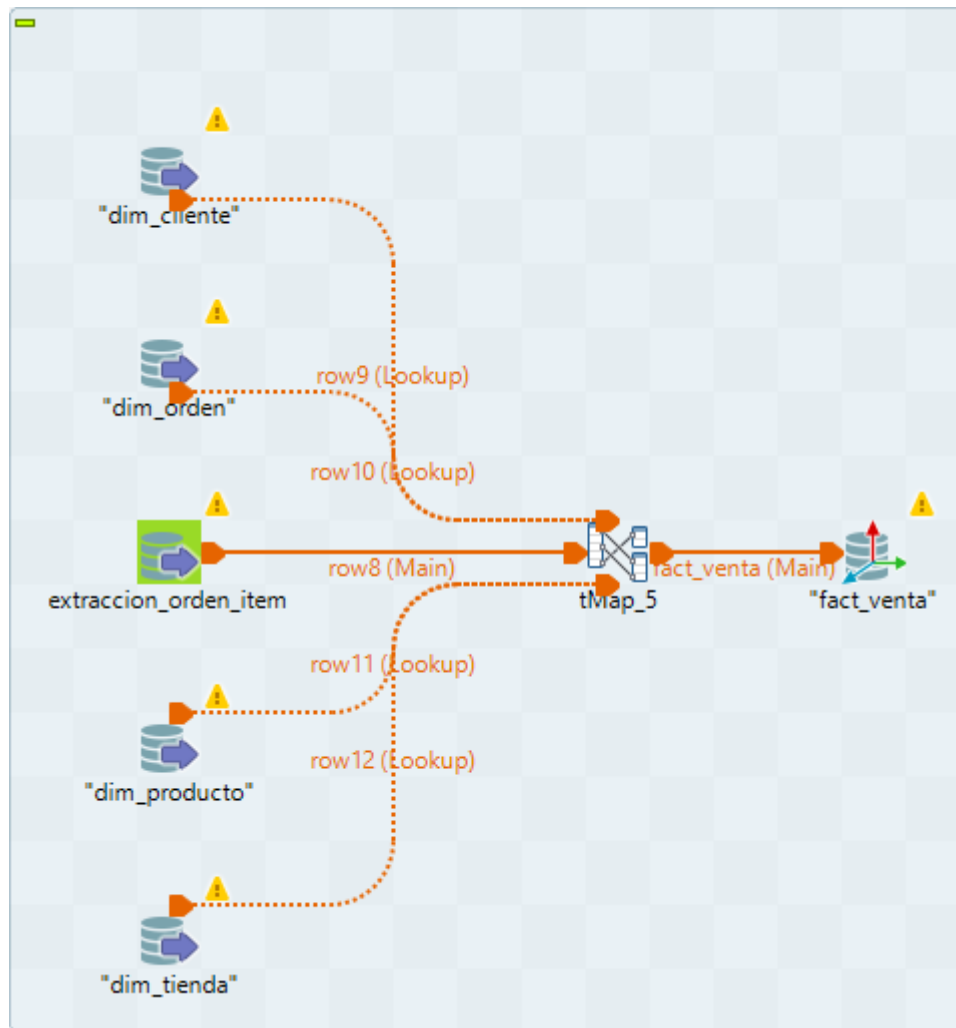 "dim_cliente"
row9 (Lookup)
"dim_orden"
row10 (Lookup)
row8 (Main)
fact_venta (Main)
extraccion_orden_item
tMap_5
"fact_venta"
row11 (Lookup)
row12 (Lookup)
"dim_producto"
"dim_tienda"